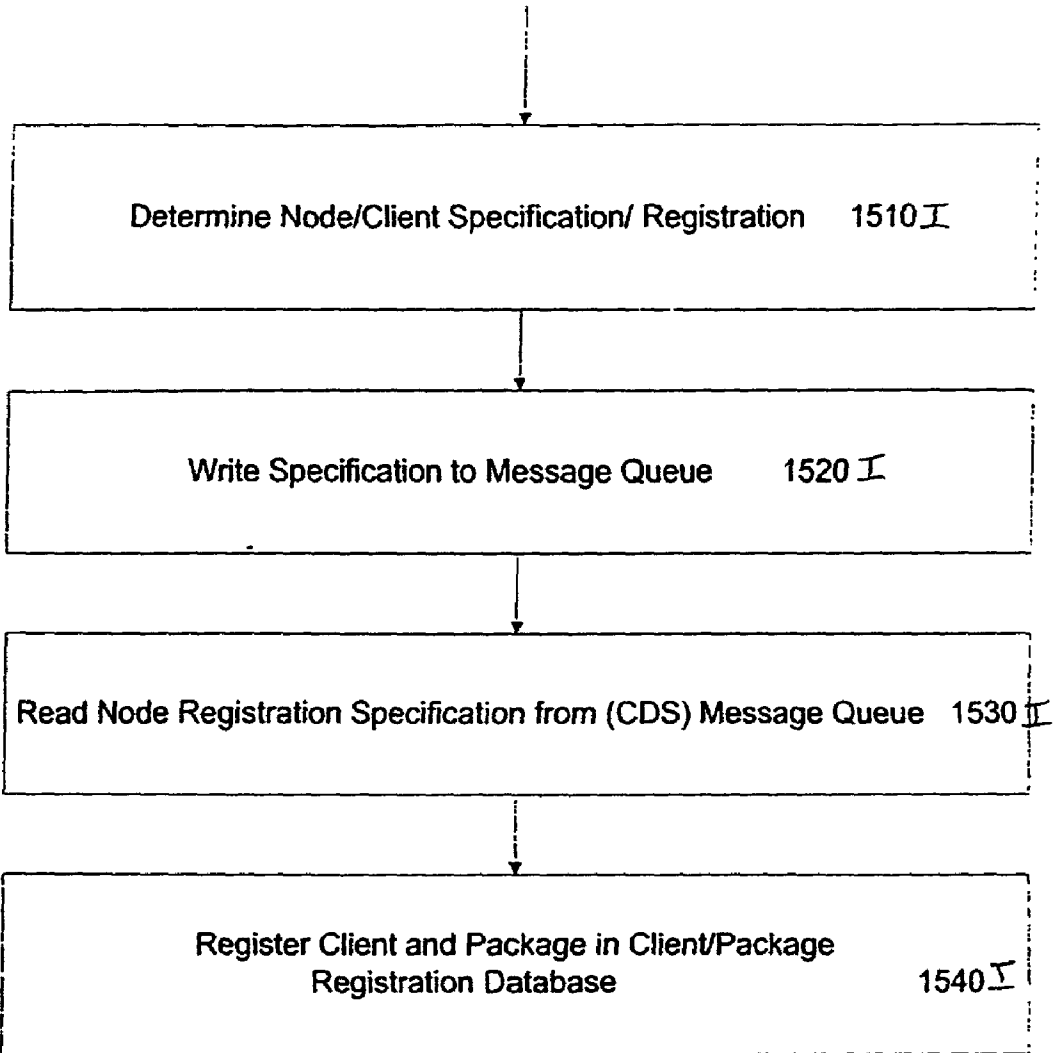 Determine Node/Client Specification/ Registration 1510 I
Write Specification to Message Queue 1520 I
Read Node Registration Specification from (CDS) Message Queue 1530 I
Register Client and Package in Client/Package
Registration Database 1540 I